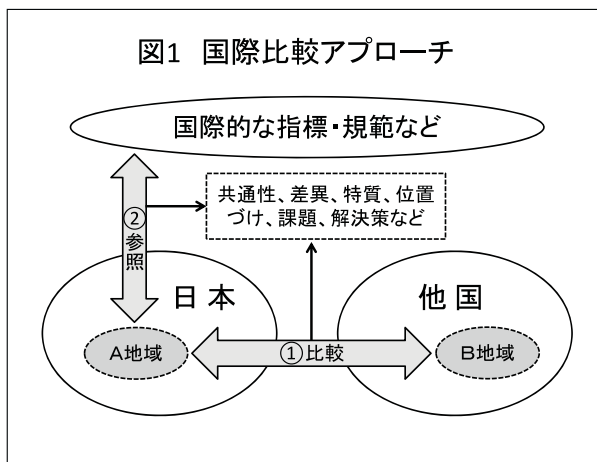 図1 国際比較アプローチ
国際的な指標・規範など
共通性、差異、特質、位置
づけ、課題、解決策など
②参照
日本
他国
A地域
①比較
B地域